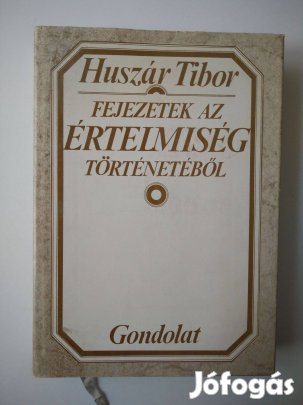 Huszár Tibor
FEJEZETEK AZ
ÉRTELMISÉG
TÖRTÉNETÉBŐL
Gondolat
Jófogás